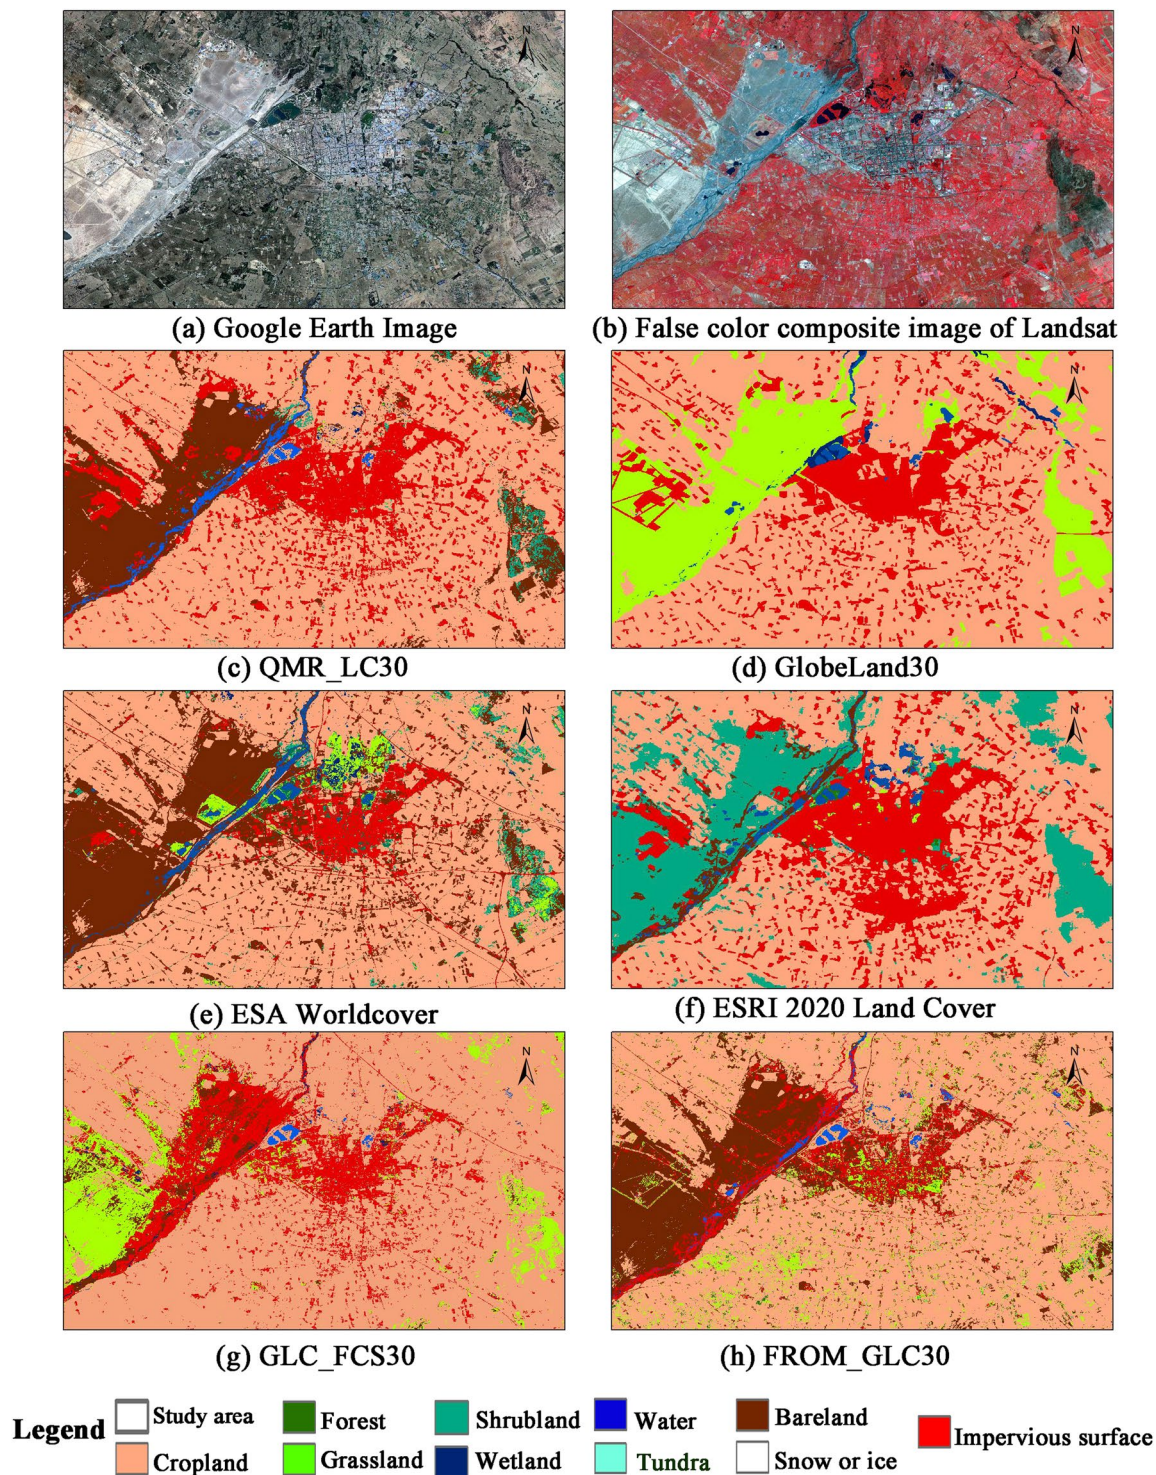 N
N
(a) Google Earth Image
(b) False color composite image of Landsat
N
N
(c) QMR_LC30
(d) GlobeLand30
N
N
(e) ESA Worldcover
(f) ESRI 2020 Land Cover
N
N
(g) GLC_FCS30
(h) FROM_GLC30
Legend
Study area
Forest
Shrubland
Water
Bareland
Impervious surface
Cropland
Grassland
Wetland
Tundra
Snow or ice